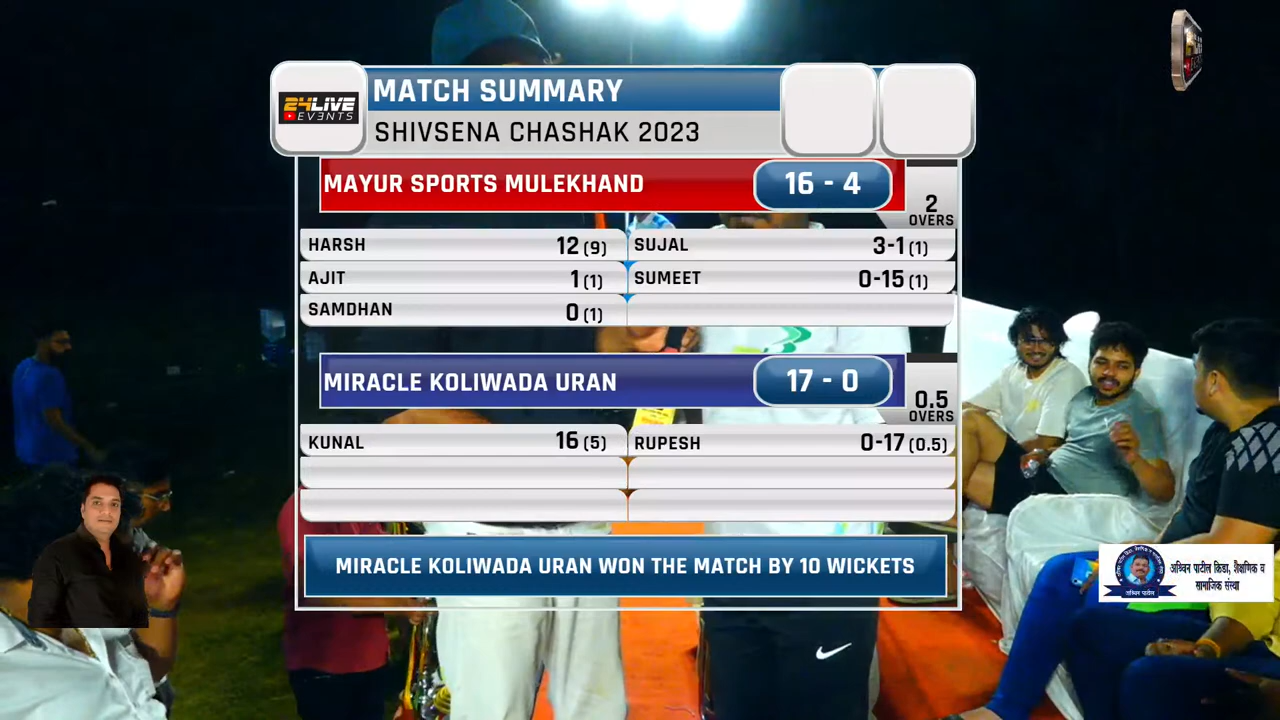 24LIVE
EVENTS
MATCH SUMMARY
SHIVSENA CHASHAK 2023
MAYUR SPORTS MULEKHAND 16 - 4
2
OVERS
HARSH 12 (9) SUJAL 3-1 (1)
AJIT 1 (1) SUMEET 0-15 (1)
SAMDHAN 0 (1)
MIRACLE KOLIWADA URAN 17 - 0
0.5
OVERS
KUNAL 16 (5) RUPESH 0-17 (0.5)
MIRACLE KOLIWADA URAN WON THE MATCH BY 10 WICKETS
अश्विन पाटील क्रिडा, शैक्षणिक व
सामाजिक संस्था
अश्विन पाटील